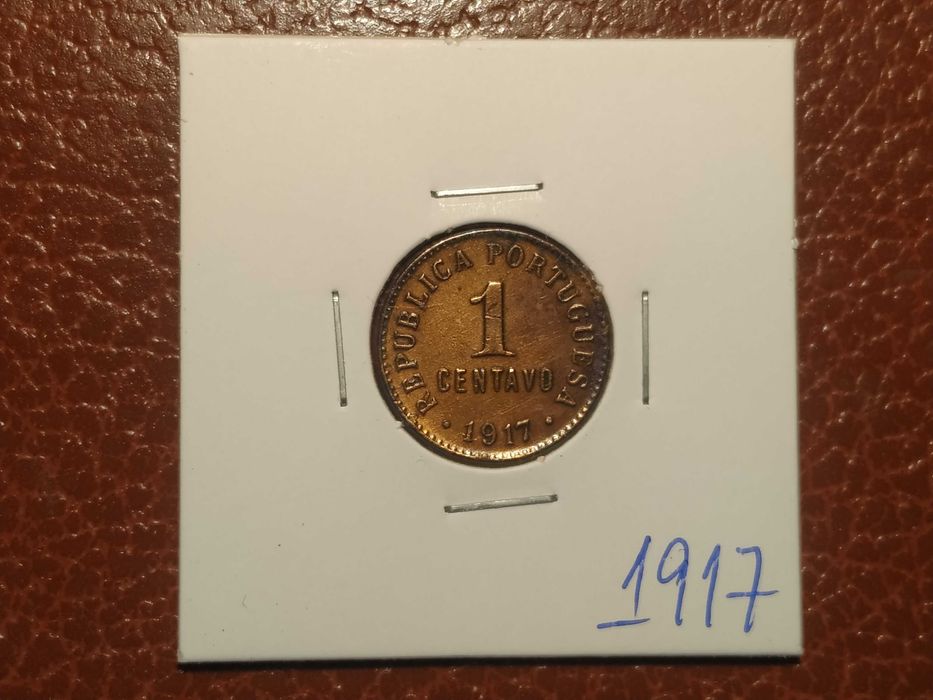 REPUBLICA PORTUGUESA
1
CENTAVO
• 1917 •
1917